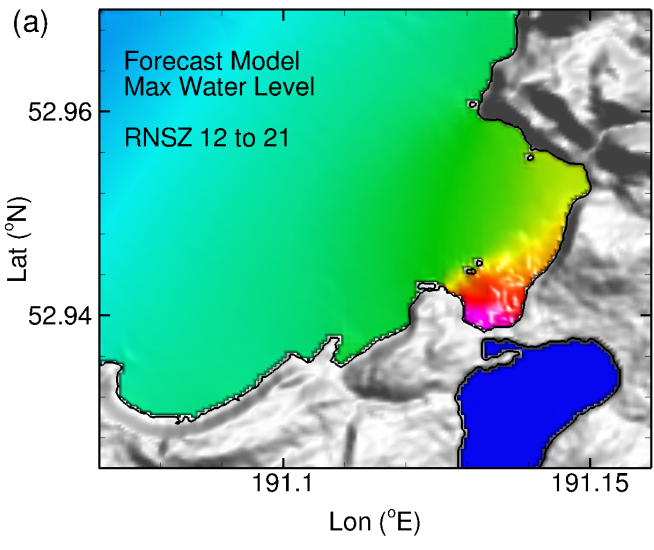 (a)
Forecast Model
Max Water Level
RNSZ 12 to 21
52.96
52.94
Lat (°N)
191.1
191.15
Lon (°E)